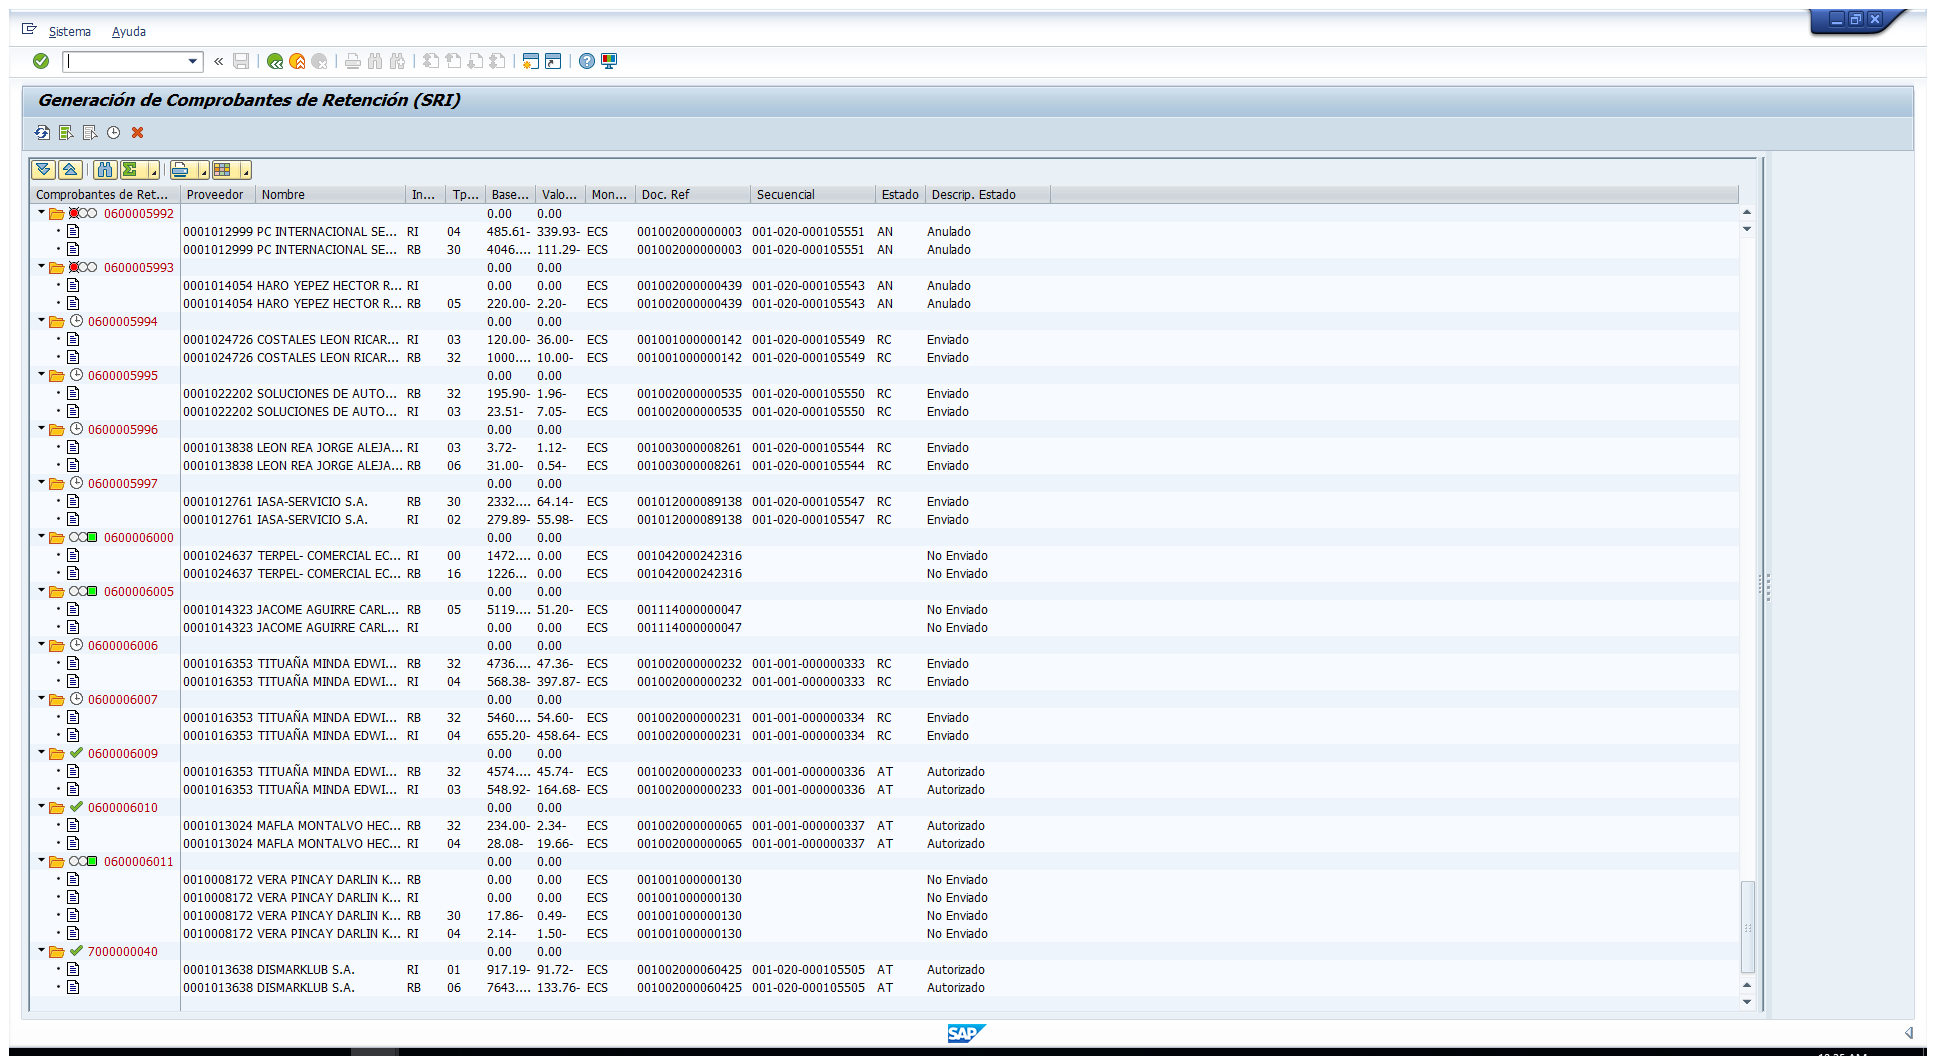 Sistema Ayuda
Generación de Comprobantes de Retención (SRI)
Comprobantes de Ret... Proveedor Nombre In... Tp... Base... Valo... Mon... Doc. Ref Secuencial Estado Descrip. Estado
0600005992 0.00 0.00
0001012999 PC INTERNACIONAL SE... RI 04 485.61- 339.93- ECS 001002000000003 001-020-000105551 AN Anulado
0001012999 PC INTERNACIONAL SE... RB 30 4046.... 111.29- ECS 001002000000003 001-020-000105551 AN Anulado
0600005993 0.00 0.00
0001014054 HARO YEPEZ HECTOR R... RI 0.00 0.00 ECS 001002000000439 001-020-000105543 AN Anulado
0001014054 HARO YEPEZ HECTOR R... RB 05 220.00- 2.20- ECS 001002000000439 001-020-000105543 AN Anulado
0600005994 0.00 0.00
0001024726 COSTALES LEON RICAR... RI 03 120.00- 36.00- ECS 001001000000142 001-020-000105549 RC Enviado
0001024726 COSTALES LEON RICAR... RB 32 1000.... 10.00- ECS 001001000000142 001-020-000105549 RC Enviado
0600005995 0.00 0.00
0001022202 SOLUCIONES DE AUTO... RB 32 195.90- 1.96- ECS 001002000000535 001-020-000105550 RC Enviado
0001022202 SOLUCIONES DE AUTO... RI 03 23.51- 7.05- ECS 001002000000535 001-020-000105550 RC Enviado
0600005996 0.00 0.00
0001013838 LEON REA JORGE ALEJA... RI 03 3.72- 1.12- ECS 001003000008261 001-020-000105544 RC Enviado
0001013838 LEON REA JORGE ALEJA... RB 06 31.00- 0.54- ECS 001003000008261 001-020-000105544 RC Enviado
0600005997 0.00 0.00
0001012761 IASA-SERVICIO S.A. RB 30 2332.... 64.14- ECS 001012000089138 001-020-000105547 RC Enviado
0001012761 IASA-SERVICIO S.A. RI 02 279.89- 55.98- ECS 001012000089138 001-020-000105547 RC Enviado
0600006000 0.00 0.00
0001024637 TERPEL- COMERCIAL EC... RI 00 1472.... 0.00 ECS 001042000242316 No Enviado
0001024637 TERPEL- COMERCIAL EC... RB 16 1226... 0.00 ECS 001042000242316 No Enviado
0600006005 0.00 0.00
0001014323 JACOME AGUIRRE CARL... RB 05 5119.... 51.20- ECS 001114000000047 No Enviado
0001014323 JACOME AGUIRRE CARL... RI 0.00 0.00 ECS 001114000000047 No Enviado
0600006006 0.00 0.00
0001016353 TITUAÑA MINDA EDWI... RB 32 4736.... 47.36- ECS 001002000000232 001-001-000000333 RC Enviado
0001016353 TITUAÑA MINDA EDWI... RI 04 568.38- 397.87- ECS 001002000000232 001-001-000000333 RC Enviado
0600006007 0.00 0.00
0001016353 TITUAÑA MINDA EDWI... RB 32 5460.... 54.60- ECS 001002000000231 001-001-000000334 RC Enviado
0001016353 TITUAÑA MINDA EDWI... RI 04 655.20- 458.64- ECS 001002000000231 001-001-000000334 RC Enviado
0600006009 0.00 0.00
0001016353 TITUAÑA MINDA EDWI... RB 32 4574.... 45.74- ECS 001002000000233 001-001-000000336 AT Autorizado
0001016353 TITUAÑA MINDA EDWI... RI 03 548.92- 164.68- ECS 001002000000233 001-001-000000336 AT Autorizado
0600006010 0.00 0.00
0001013024 MAFLA MONTALVO HEC... RB 32 234.00- 2.34- ECS 001002000000065 001-001-000000337 AT Autorizado
0001013024 MAFLA MONTALVO HEC... RI 04 28.08- 19.66- ECS 001002000000065 001-001-000000337 AT Autorizado
0600006011 0.00 0.00
0010008172 VERA PINCAY DARLIN K... RB 0.00 0.00 ECS 001001000000130 No Enviado
0010008172 VERA PINCAY DARLIN K... RI 0.00 0.00 ECS 001001000000130 No Enviado
0010008172 VERA PINCAY DARLIN K... RB 30 17.86- 0.49- ECS 001001000000130 No Enviado
0010008172 VERA PINCAY DARLIN K... RI 04 2.14- 1.50- ECS 001001000000130 No Enviado
7000000040 0.00 0.00
0001013638 DISMARKLUB S.A. RI 01 917.19- 91.72- ECS 001002000060425 001-020-000105505 AT Autorizado
0001013638 DISMARKLUB S.A. RB 06 7643.... 133.76- ECS 001002000060425 001-020-000105505 AT Autorizado
SAP